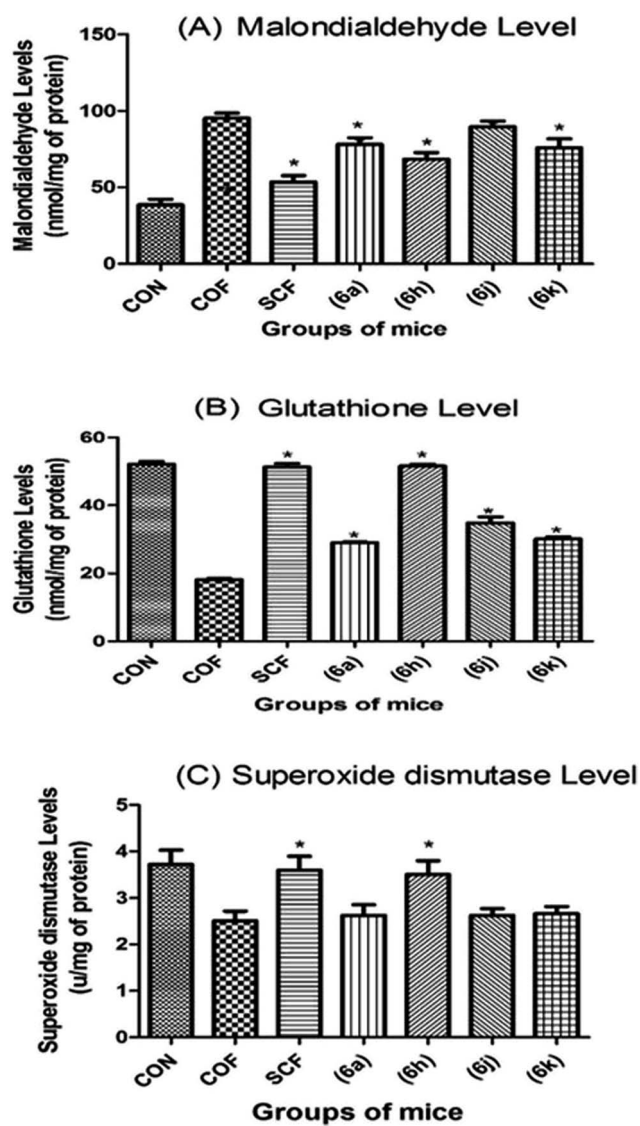 (A) Malondialdehyde Level
Malondialdehyde Levels
(nmol/mg of protein)
150
100
50
0
* * * *
CON COF SCF (6a) (6h) (6j) (6k)
Groups of mice
(B) Glutathione Level
Glutathione Levels
(nmol/mg of protein)
60
40
20
0
* * * * *
CON COF SCF (6a) (6h) (6j) (6k)
Groups of mice
(C) Superoxide dismutase Level
Superoxide dismutase Levels
(u/mg of protein)
5
4
3
2
1
0
* *
CON COF SCF (6a) (6h) (6j) (6k)
Groups of mice